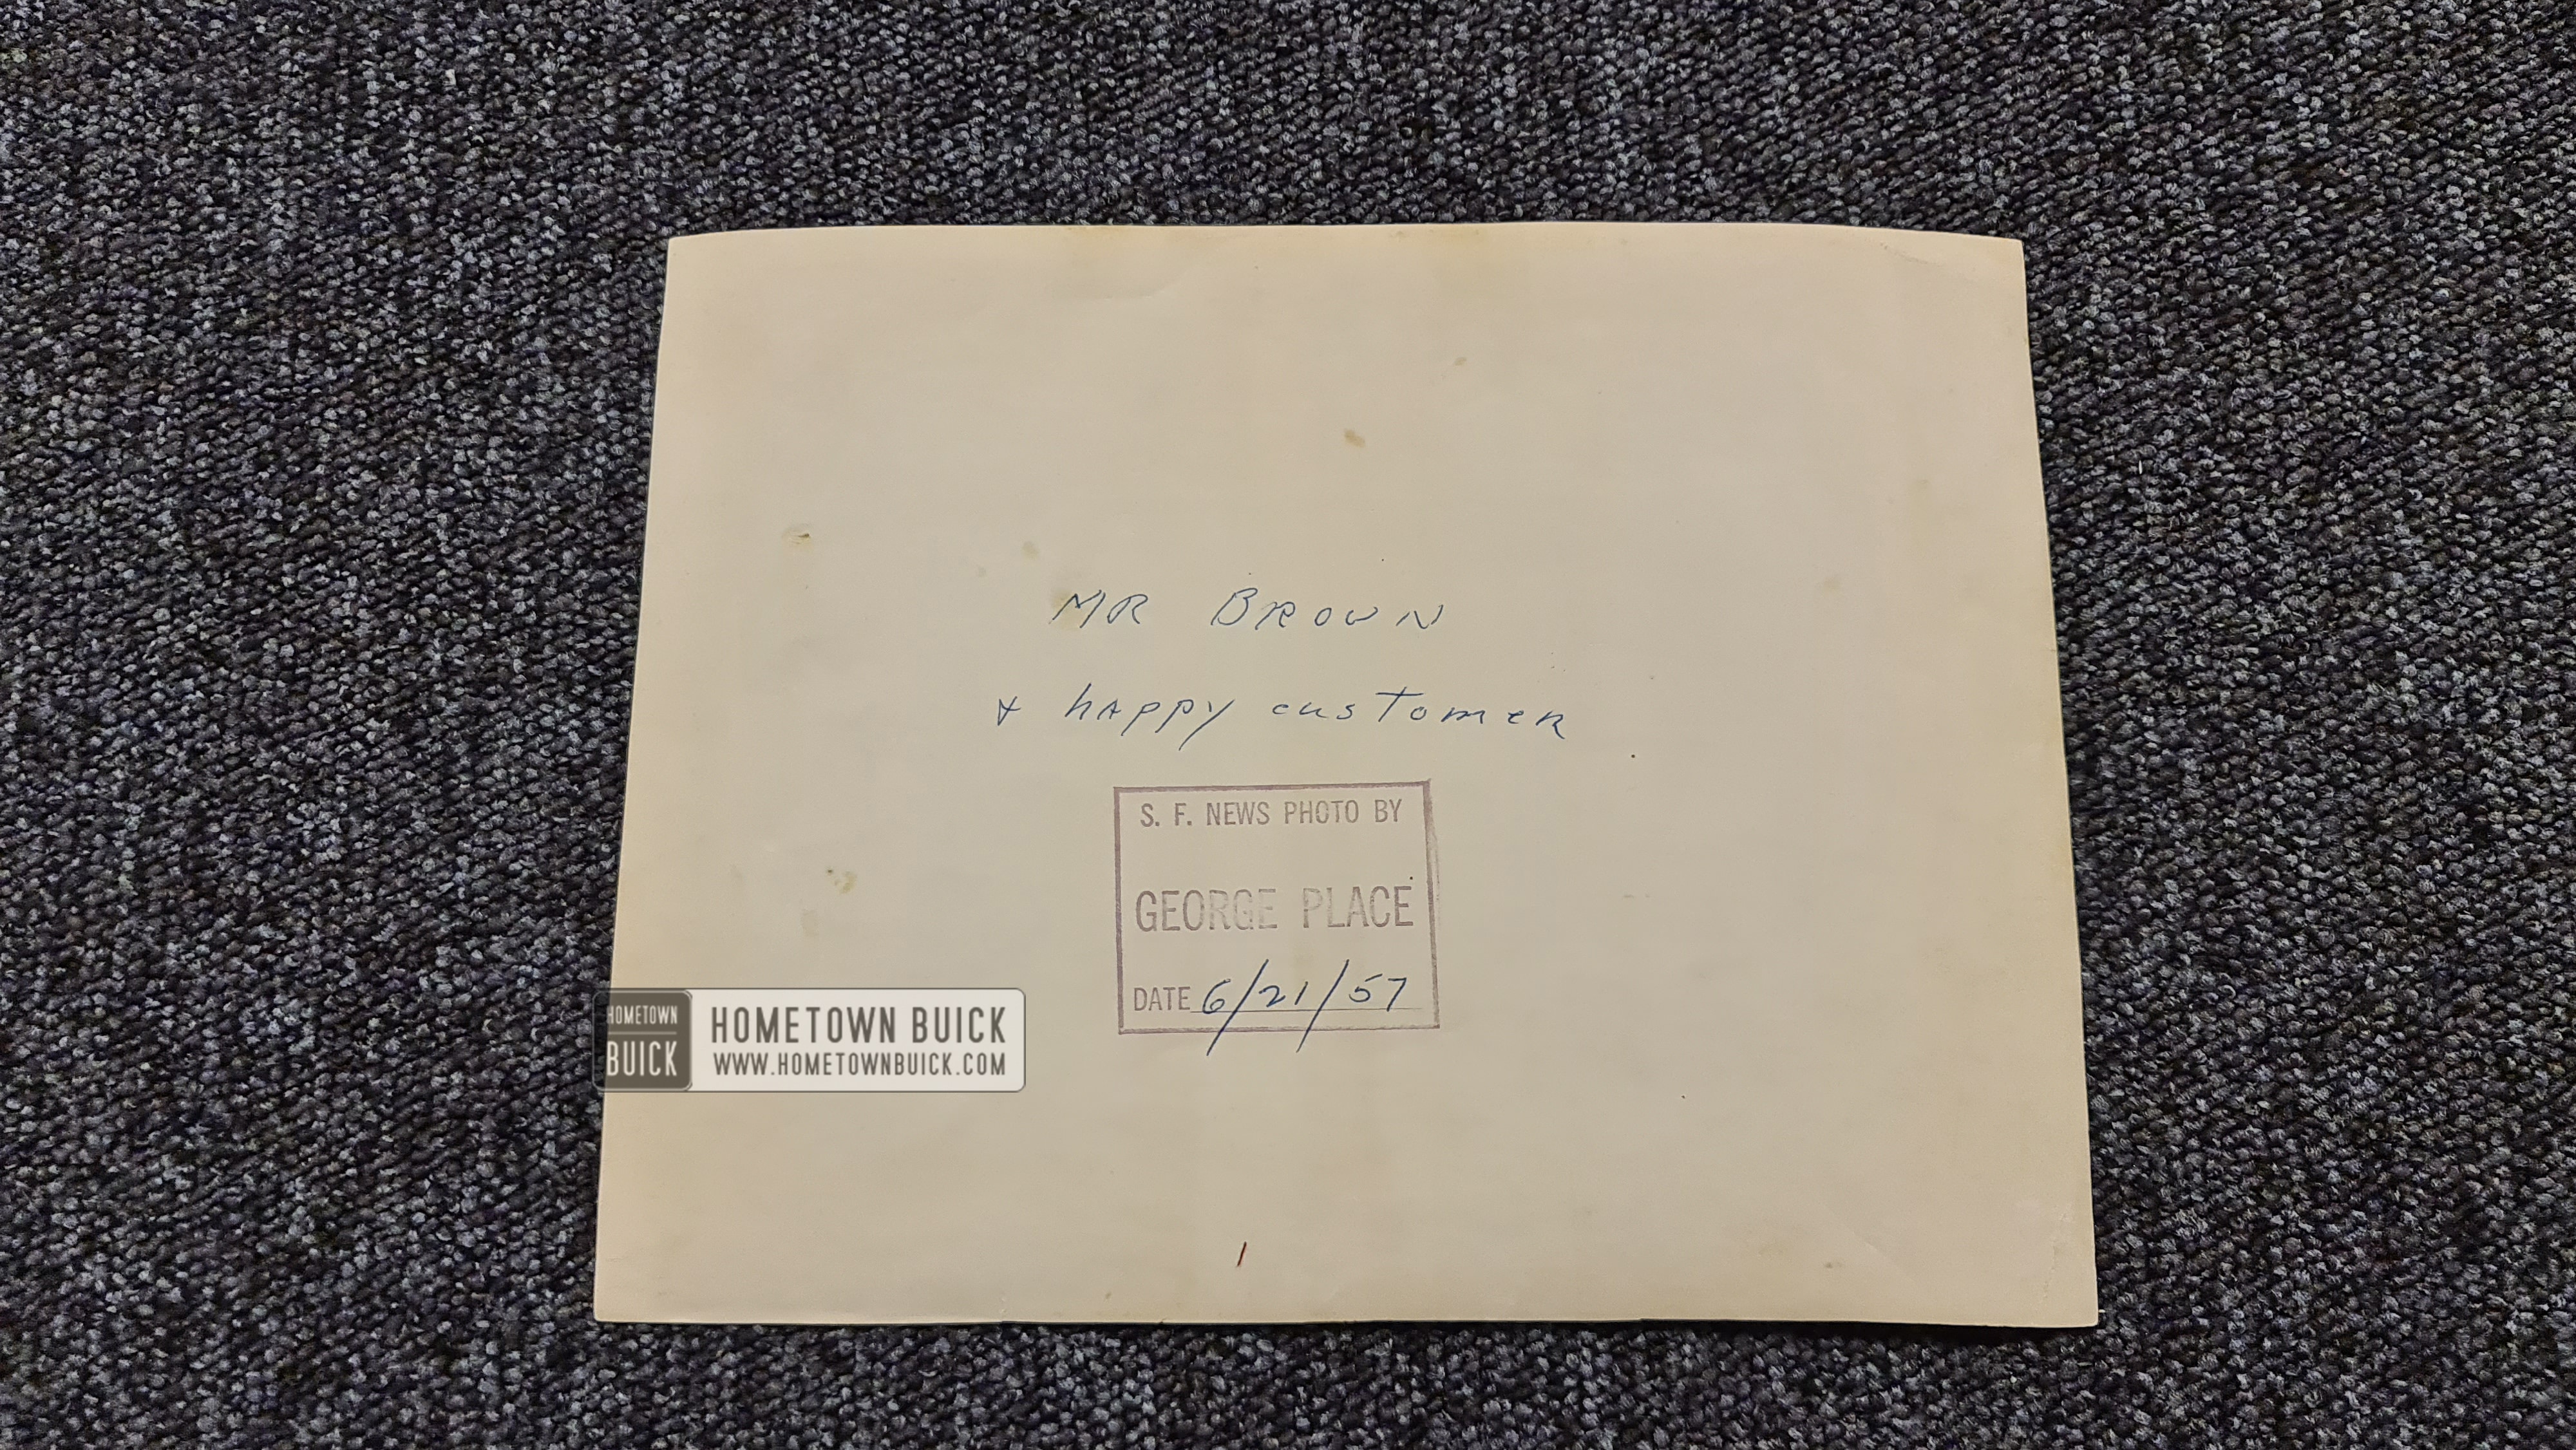 MR BROWN
+ hAppy customeR
S. F. NEWS PHOTO BY
GEORGE PLACE
DATE 6/21/57
HOMETOWN
BUICK
HOMETOWN BUICK
WWW.HOMETOWNBUICK.COM